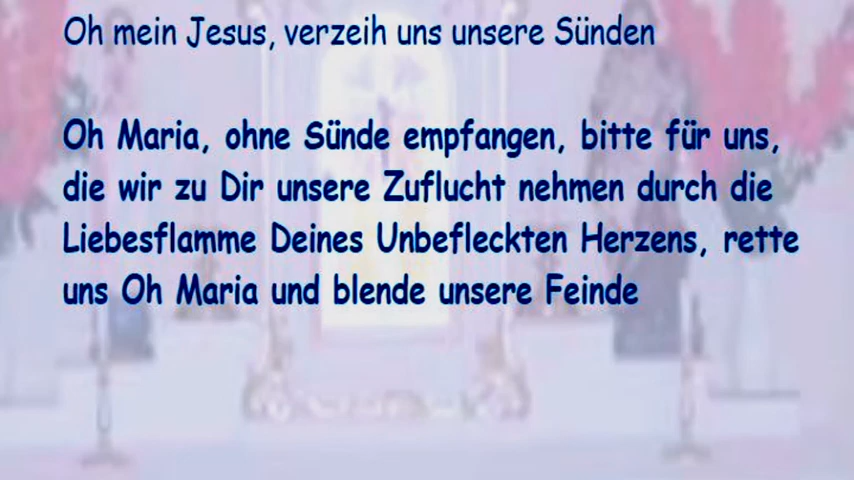 Oh mein Jesus, verzeih uns unsere Sünden
Oh Maria, ohne Sünde empfangen, bitte für uns,
die wir zu Dir unsere Zuflucht nehmen durch die
Liebesflamme Deines Unbefleckten Herzens, rette
uns Oh Maria und blende unsere Feinde